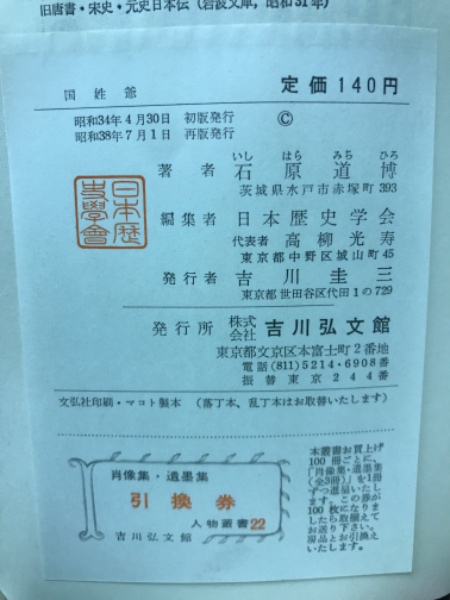 旧唐書・宋史・元史日本伝(岩波文庫,昭和31年)
国姓爺
定価140円
昭和34年4月30日 初版発行
昭和38年7月1日 再版発行
©
いし はら みち ひろ
著者 石原道博
茨城県水戸市赤塚町393
日本歴史學會
編集者 日本歴史学会
代表者 高柳光寿
東京都中野区城山町45
発行者 吉川圭三
東京都世田谷区代田1の729
発行所 株式会社 吉川弘文館
東京都文京区本富士町2番地
電話(811)5214・6908番
振替東京244番
文弘社印刷・マコト製本 (落丁本、乱丁本はお取替いたします)
肖像集・遺墨集
引換券
人物叢書22
吉川弘文館
本叢書お買上げ
100冊ごとに、
「肖像集・遺墨集
(全3冊)」を1冊
ずつ進呈いたし
ます。この券が
100枚になりま
したら取揃えて
お送り下さい。
現品とお引換え
いたします。